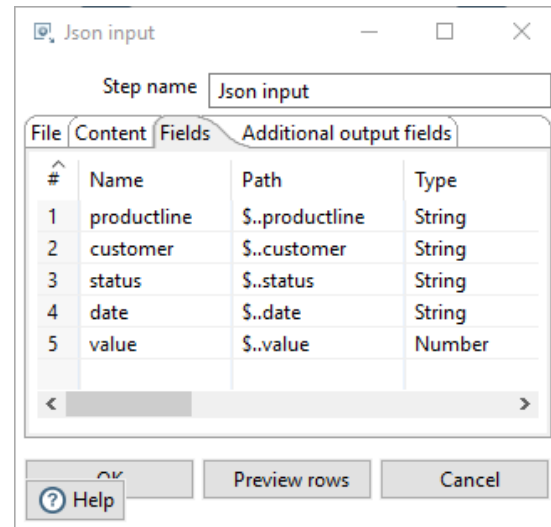 Json input
Step name Json input
File Content Fields Additional output fields
# Name Path Type
1 productline $..productline String
2 customer $..customer String
3 status $..status String
4 date $..date String
5 value $..value Number
OK Preview rows Cancel
Help